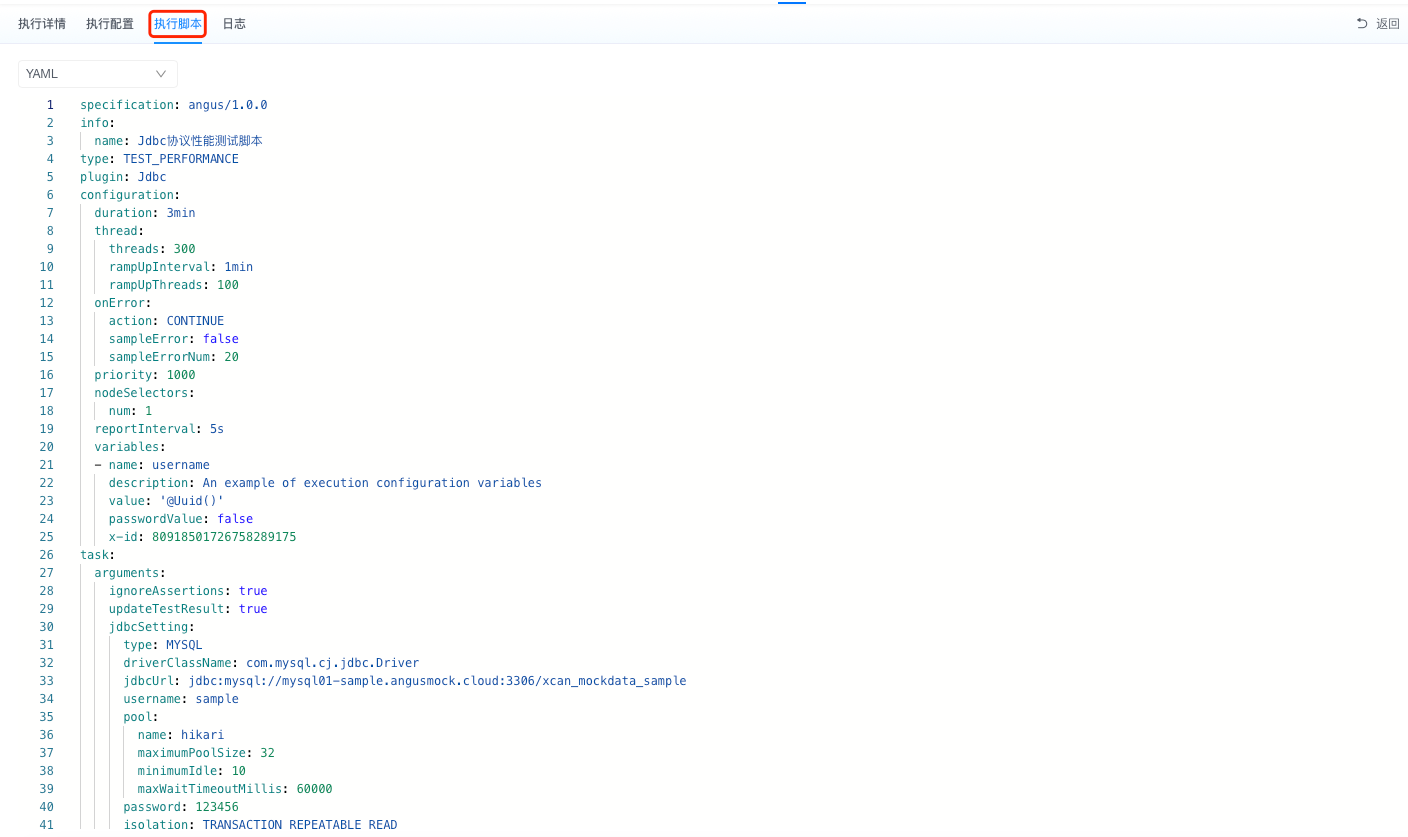 执行详情 执行配置 执行脚本 日志 返回
YAML
1 specification: angus/1.0.0
2 info:
3 name: Jdbc协议性能测试脚本
4 type: TEST_PERFORMANCE
5 plugin: Jdbc
6 configuration:
7 duration: 3min
8 thread:
9 threads: 300
10 rampUpInterval: 1min
11 rampUpThreads: 100
12 onError:
13 action: CONTINUE
14 sampleError: false
15 sampleErrorNum: 20
16 priority: 1000
17 nodeSelectors:
18 num: 1
19 reportInterval: 5s
20 variables:
21 - name: username
22 description: An example of execution configuration variables
23 value: '@Uuid()'
24 passwordValue: false
25 x-id: 80918501726758289175
26 task:
27 arguments:
28 ignoreAssertions: true
29 updateTestResult: true
30 jdbcSetting:
31 type: MYSQL
32 driverClassName: com.mysql.cj.jdbc.Driver
33 jdbcUrl: jdbc:mysql://mysql01-sample.angusmock.cloud:3306/xcan_mockdata_sample
34 username: sample
35 pool:
36 name: hikari
37 maximumPoolSize: 32
38 minimumIdle: 10
39 maxWaitTimeoutMillis: 60000
40 password: 123456
41 isolation: TRANSACTION_REPEATABLE_READ